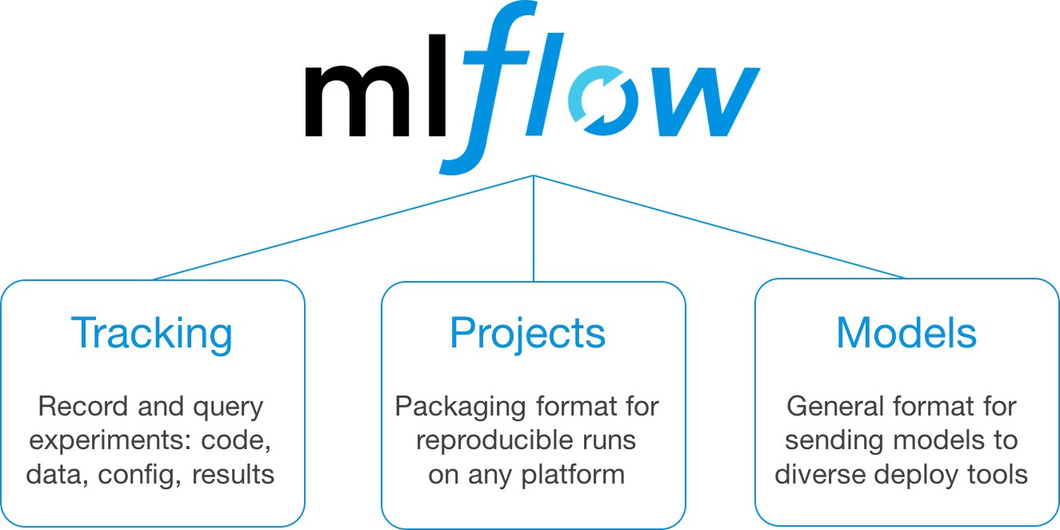 mlflow
Tracking
Record and query
experiments: code,
data, config, results
Projects
Packaging format for
reproducible runs
on any platform
Models
General format for
sending models to
diverse deploy tools